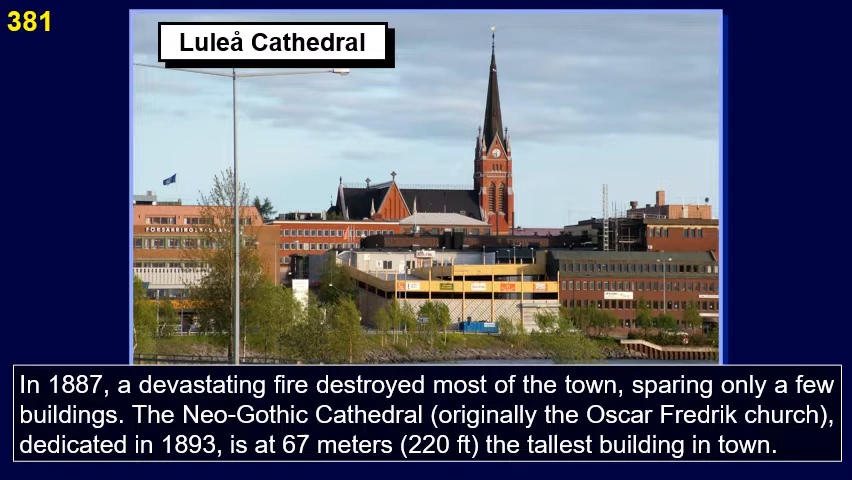 381
Luleå Cathedral
In 1887, a devastating fire destroyed most of the town, sparing only a few
buildings. The Neo-Gothic Cathedral (originally the Oscar Fredrik church),
dedicated in 1893, is at 67 meters (220 ft) the tallest building in town.